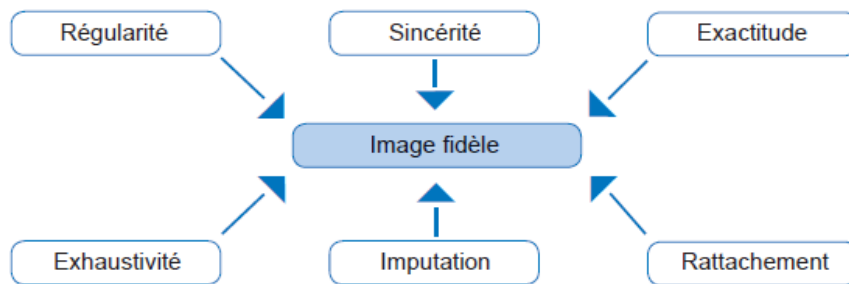 Régularité
Sincérité
Exactitude
Image fidèle
Exhaustivité
Imputation
Rattachement